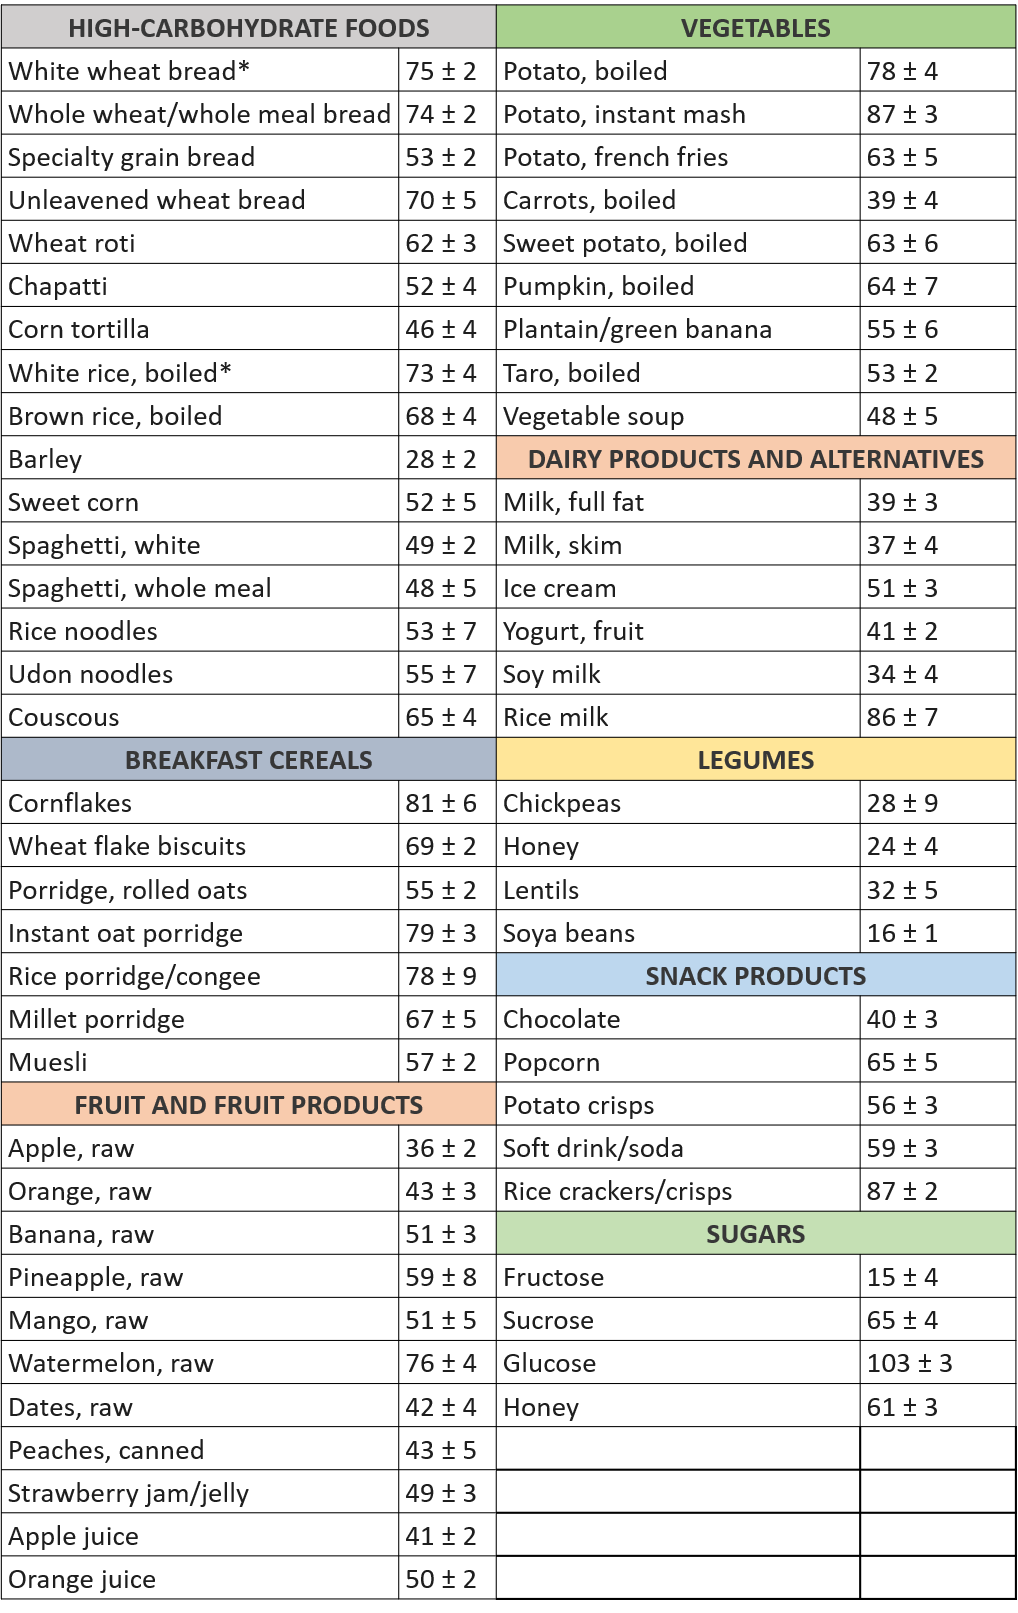 HIGH-CARBOHYDRATE FOODS
White wheat bread* 75 ± 2
Whole wheat/whole meal bread 74 ± 2
Specialty grain bread 53 ± 2
Unleavened wheat bread 70 ± 5
Wheat roti 62 ± 3
Chapatti 52 ± 4
Corn tortilla 46 ± 4
White rice, boiled* 73 ± 4
Brown rice, boiled 68 ± 4
Barley 28 ± 2
Sweet corn 52 ± 5
Spaghetti, white 49 ± 2
Spaghetti, whole meal 48 ± 5
Rice noodles 53 ± 7
Udon noodles 55 ± 7
Couscous 65 ± 4
BREAKFAST CEREALS
Cornflakes 81 ± 6
Wheat flake biscuits 69 ± 2
Porridge, rolled oats 55 ± 2
Instant oat porridge 79 ± 3
Rice porridge/congee 78 ± 9
Millet porridge 67 ± 5
Muesli 57 ± 2
FRUIT AND FRUIT PRODUCTS
Apple, raw 36 ± 2
Orange, raw 43 ± 3
Banana, raw 51 ± 3
Pineapple, raw 59 ± 8
Mango, raw 51 ± 5
Watermelon, raw 76 ± 4
Dates, raw 42 ± 4
Peaches, canned 43 ± 5
Strawberry jam/jelly 49 ± 3
Apple juice 41 ± 2
Orange juice 50 ± 2
VEGETABLES
Potato, boiled 78 ± 4
Potato, instant mash 87 ± 3
Potato, french fries 63 ± 5
Carrots, boiled 39 ± 4
Sweet potato, boiled 63 ± 6
Pumpkin, boiled 64 ± 7
Plantain/green banana 55 ± 6
Taro, boiled 53 ± 2
Vegetable soup 48 ± 5
DAIRY PRODUCTS AND ALTERNATIVES
Milk, full fat 39 ± 3
Milk, skim 37 ± 4
Ice cream 51 ± 3
Yogurt, fruit 41 ± 2
Soy milk 34 ± 4
Rice milk 86 ± 7
LEGUMES
Chickpeas 28 ± 9
Honey 24 ± 4
Lentils 32 ± 5
Soya beans 16 ± 1
SNACK PRODUCTS
Chocolate 40 ± 3
Popcorn 65 ± 5
Potato crisps 56 ± 3
Soft drink/soda 59 ± 3
Rice crackers/crisps 87 ± 2
SUGARS
Fructose 15 ± 4
Sucrose 65 ± 4
Glucose 103 ± 3
Honey 61 ± 3